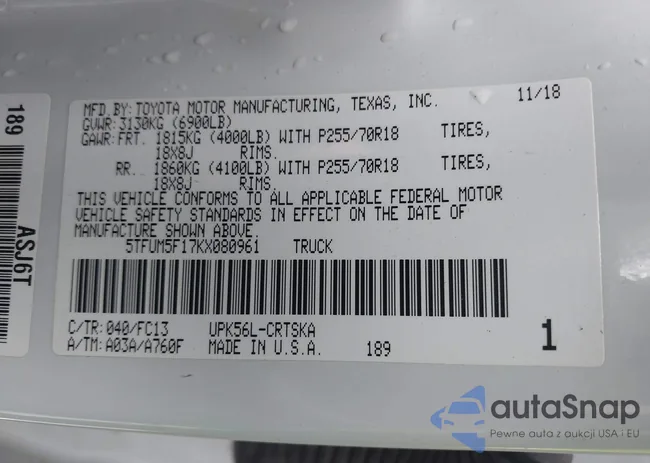 MFD.BY:TOYOTA MOTOR MANUFACTURING, TEXAS, INC. 11/18
GVWR:3130KG (6900LB)
GAWR:FRT. 1815KG (4000LB) WITH P255/70R18 TIRES,
18X8J RIMS.
RR. 1860KG (4100LB) WITH P255/70R18 TIRES,
18X8J RIMS.
THIS VEHICLE CONFORMS TO ALL APPLICABLE FEDERAL MOTOR
VEHICLE SAFETY STANDARDS IN EFFECT ON THE DATE OF
MANUFACTURE SHOWN ABOVE.
5TFUM5F17KX080961 TRUCK
C/TR:040/FC13 UPK56L-CRTSKA
A/TM:A03A/A760F MADE IN U.S.A. 189 1
189
ASJ6T
autaSnap
Pewne auta z aukcji USA i EU